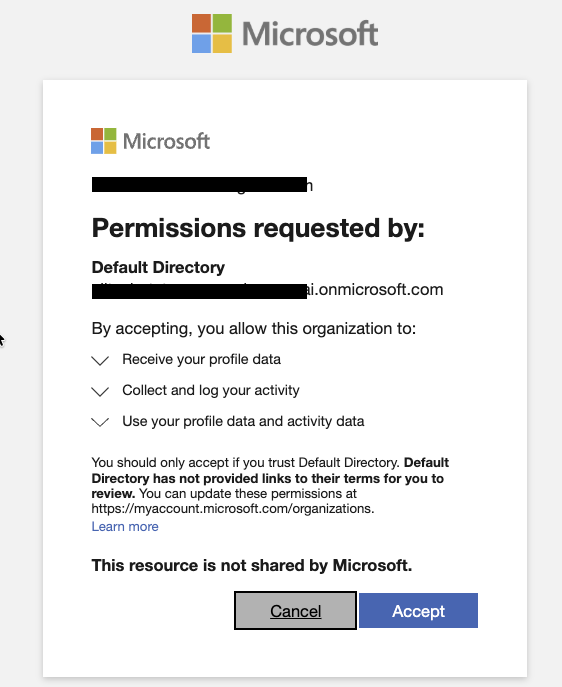 Microsoft
Microsoft
Permissions requested by:
Default Directory
ai.onmicrosoft.com
By accepting, you allow this organization to:
Receive your profile data
Collect and log your activity
Use your profile data and activity data
You should only accept if you trust Default Directory. Default
Directory has not provided links to their terms for you to
review. You can update these permissions at
https://myaccount.microsoft.com/organizations.
Learn more
This resource is not shared by Microsoft.
Cancel
Accept